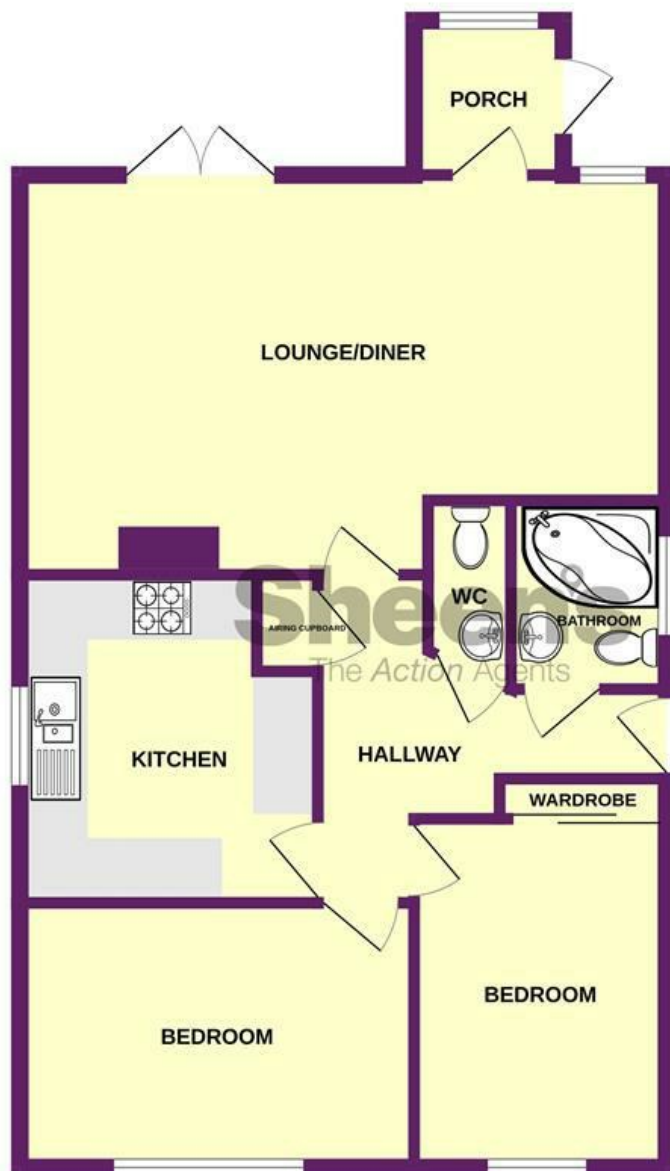 PORCH
LOUNGE/DINER
WC
BATHROOM
AIRING CUPBOARD
Sheen's
The Action Agents
KITCHEN
HALLWAY
WARDROBE
BEDROOM
BEDROOM